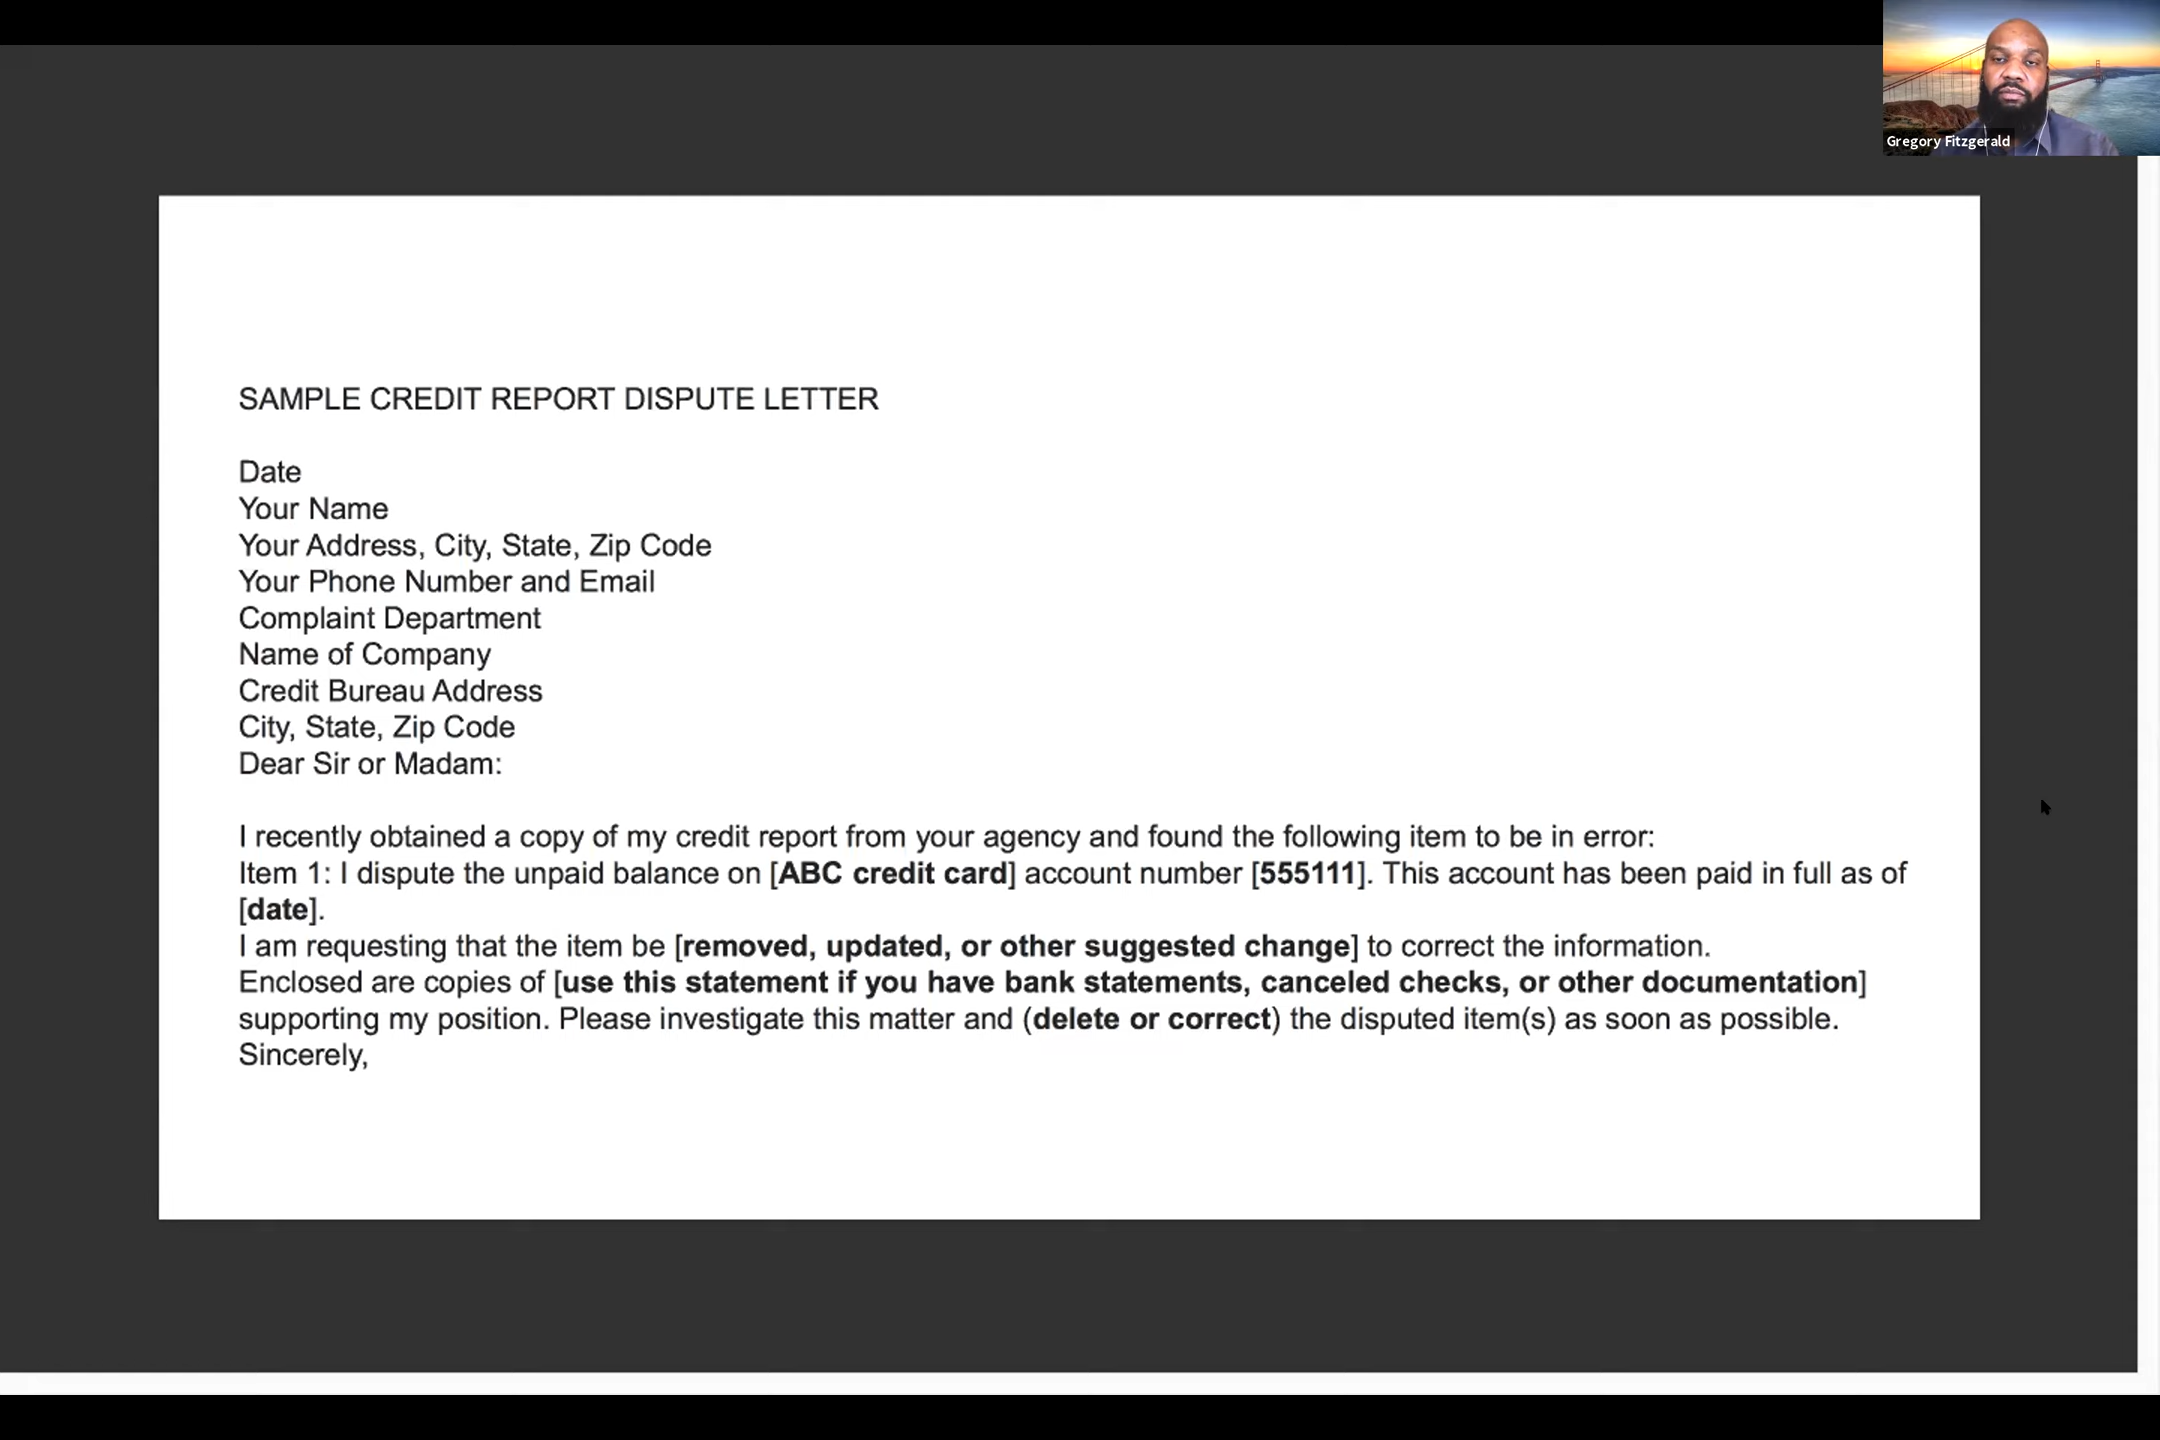 Gregory Fitzgerald
SAMPLE CREDIT REPORT DISPUTE LETTER
Date
Your Name
Your Address, City, State, Zip Code
Your Phone Number and Email
Complaint Department
Name of Company
Credit Bureau Address
City, State, Zip Code
Dear Sir or Madam:
I recently obtained a copy of my credit report from your agency and found the following item to be in error:
Item 1: I dispute the unpaid balance on [ABC credit card] account number [555111]. This account has been paid in full as of
[date].
I am requesting that the item be [removed, updated, or other suggested change] to correct the information.
Enclosed are copies of [use this statement if you have bank statements, canceled checks, or other documentation]
supporting my position. Please investigate this matter and (delete or correct) the disputed item(s) as soon as possible.
Sincerely,